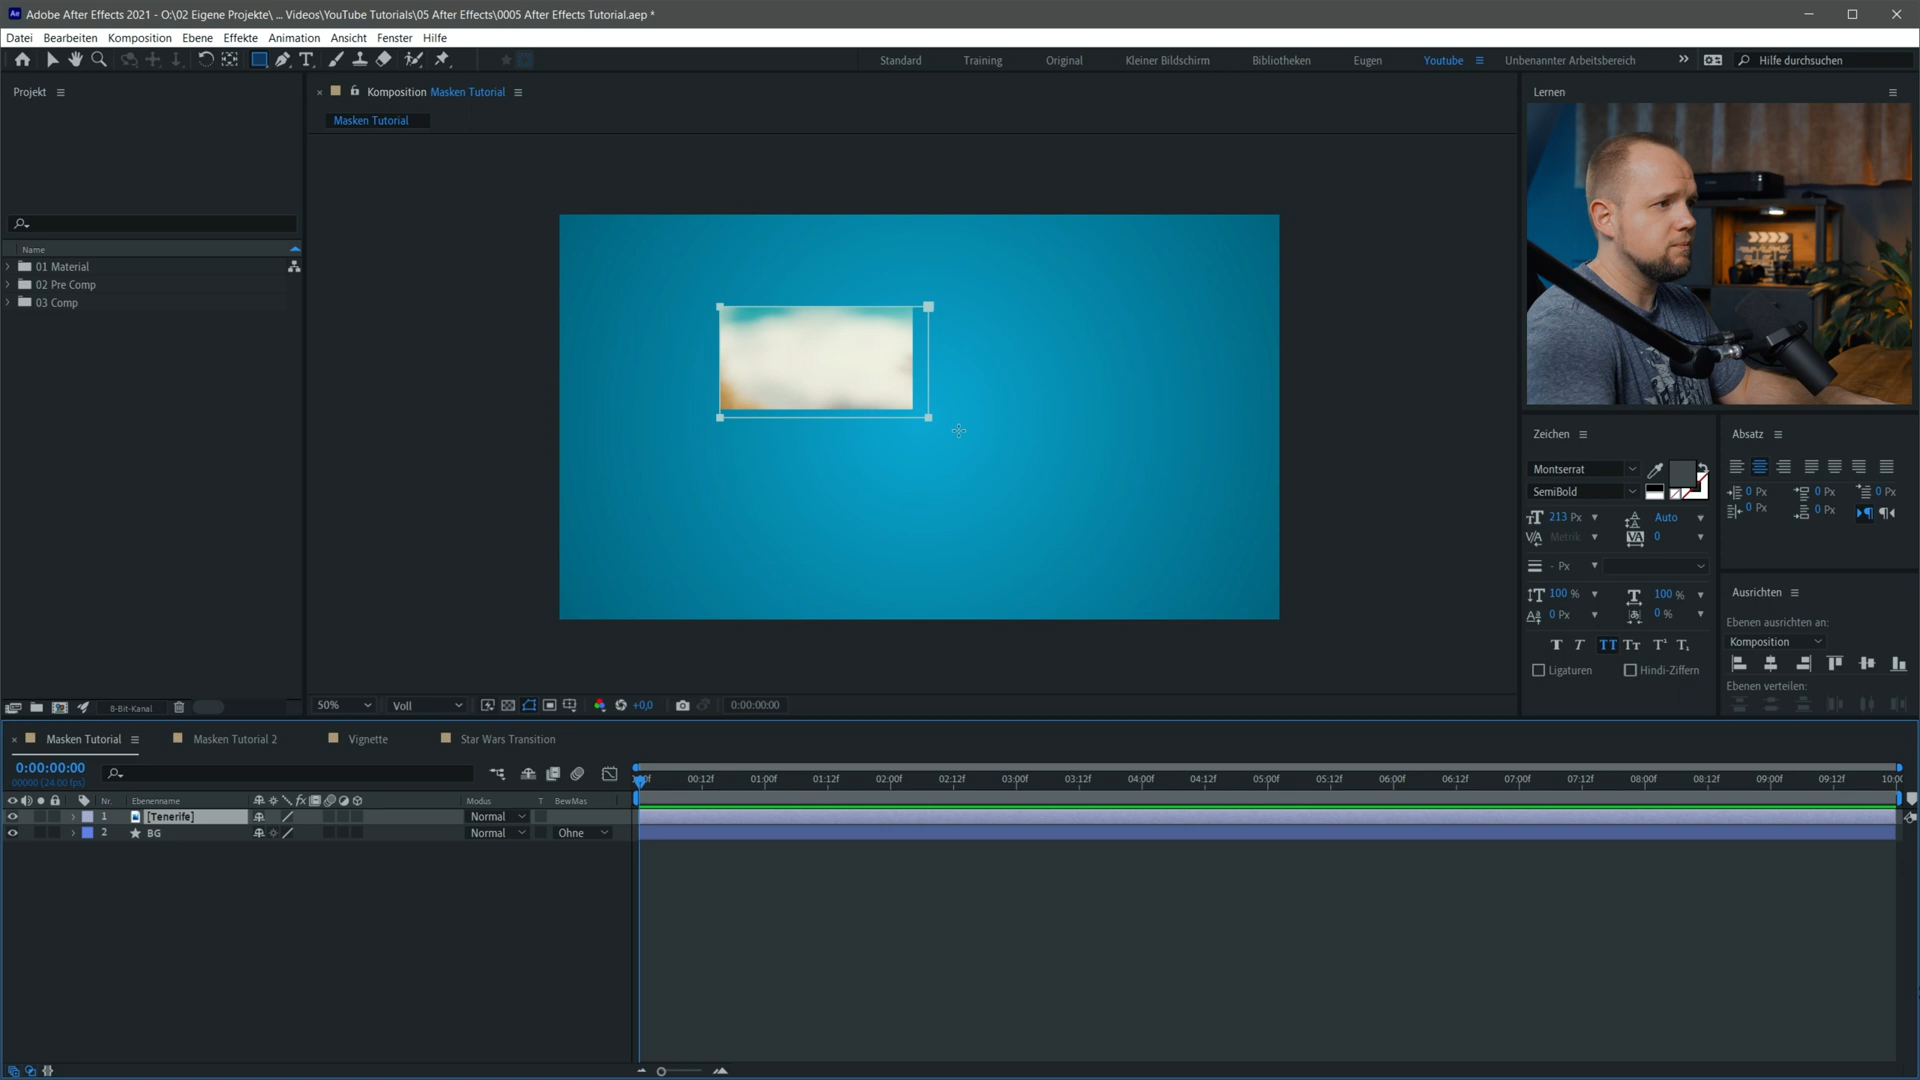 Adobe After Effects 2021 - O:\02 Eigene Projekte\ ... Videos\YouTube Tutorials\05 After Effects\0005 After Effects Tutorial.aep *
Datei Bearbeiten Komposition Ebene Effekte Animation Ansicht Fenster Hilfe
Standard Training Original Kleiner Bildschirm Bibliotheken Eugen Youtube Unbenannter Arbeitsbereich Hilfe durchsuchen
Projekt
Komposition Masken Tutorial
Lernen
Masken Tutorial
Name
01 Material
02 Pre Comp
03 Comp
Zeichen
Absatz
Montserrat
SemiBold
213 Px Auto
Metrik 0
- Px
100 % 100 %
0 Px 0 %
0 Px 0 Px 0 Px
0 Px 0 Px
Ligaturen Hindi-Ziffern
Ausrichten
Ebenen ausrichten an:
Komposition
Ebenen verteilen:
8-Bit-Kanal
50% Voll +0,0 0:00:00:00
Masken Tutorial Masken Tutorial 2 Vignette Star Wars Transition
0:00:00:00
00000 (24.00 fps)
00:12f 01:00f 01:12f 02:00f 02:12f 03:00f 03:12f 04:00f 04:12f 05:00f 05:12f 06:00f 06:12f 07:00f 07:12f 08:00f 08:12f 09:00f 09:12f 10:00
Nr. Ebenenname Modus T BewMas
1 [Tenerife] Normal
2 BG Normal Ohne